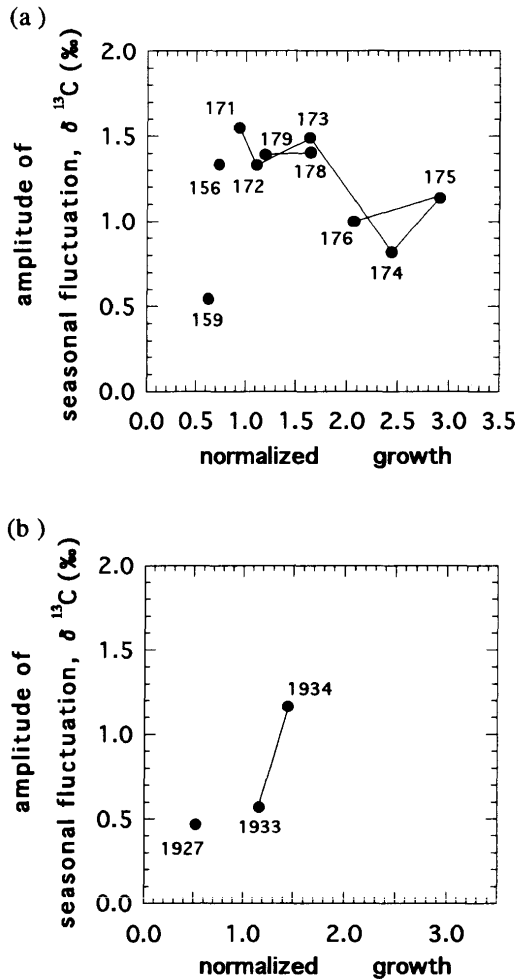 (a)
amplitude of
seasonal fluctuation, δ ¹³C (‰)
2.0
1.5
1.0
0.5
0.0
171
179
173
156
172
178
175
176
174
159
0.0 0.5 1.0 1.5 2.0 2.5 3.0 3.5
normalized growth
(b)
amplitude of
seasonal fluctuation, δ ¹³C (‰)
2.0
1.5
1.0
0.5
0.0
1934
1933
1927
0.0 1.0 2.0 3.0
normalized growth